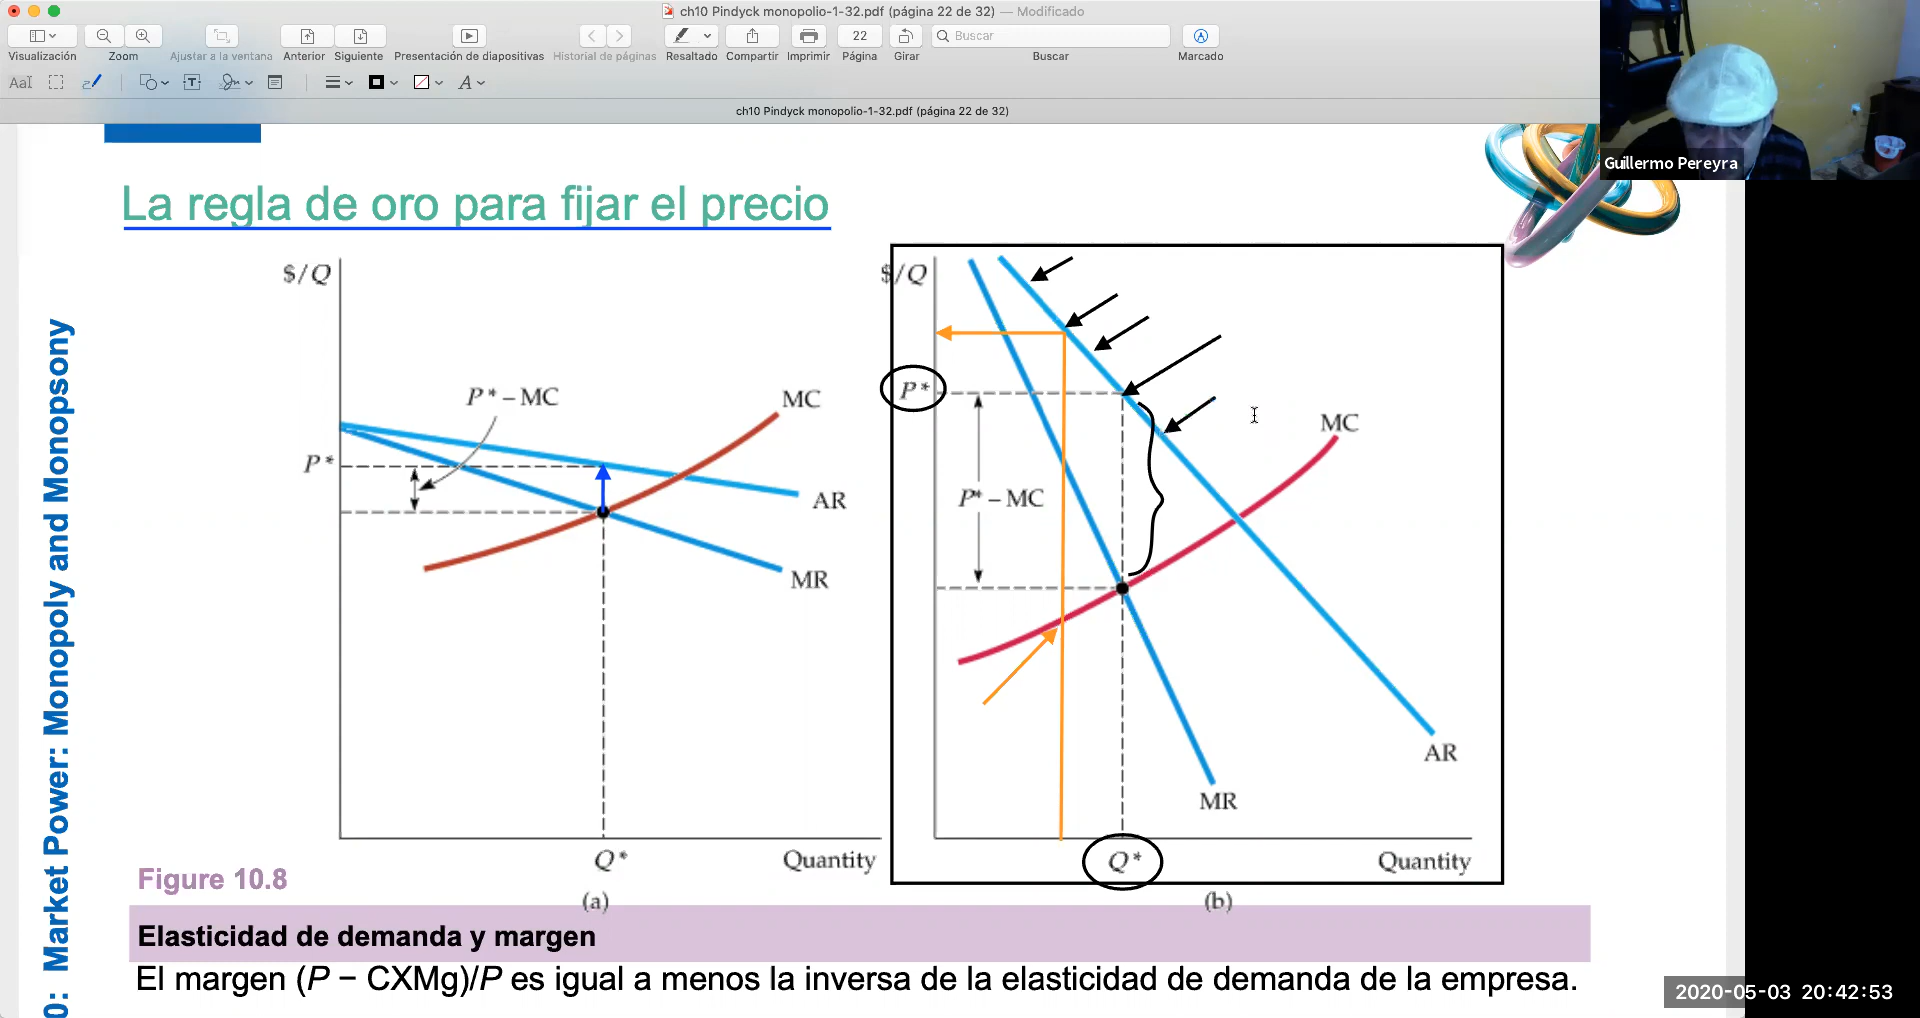 ch10 Pindyck monopolio-1-32.pdf (página 22 de 32) — Modificado
22
Buscar
Visualización
Zoom
Ajustar a la ventana
Anterior
Siguiente
Presentación de diapositivas
Historial de páginas
Resaltado
Compartir
Imprimir
Página
Girar
Buscar
Marcado
ch10 Pindyck monopolio-1-32.pdf (página 22 de 32)
Guillermo Pereyra
La regla de oro para fijar el precio
0: Market Power: Monopoly and Monopsony
$/Q
P* – MC
MC
P*
AR
MR
Q*
Quantity
(a)
$/Q
P*
MC
P* – MC
AR
MR
Q*
Quantity
(b)
Figure 10.8
Elasticidad de demanda y margen
El margen (P − CXMg)/P es igual a menos la inversa de la elasticidad de demanda de la empresa.
2020-05-03 20:42:53